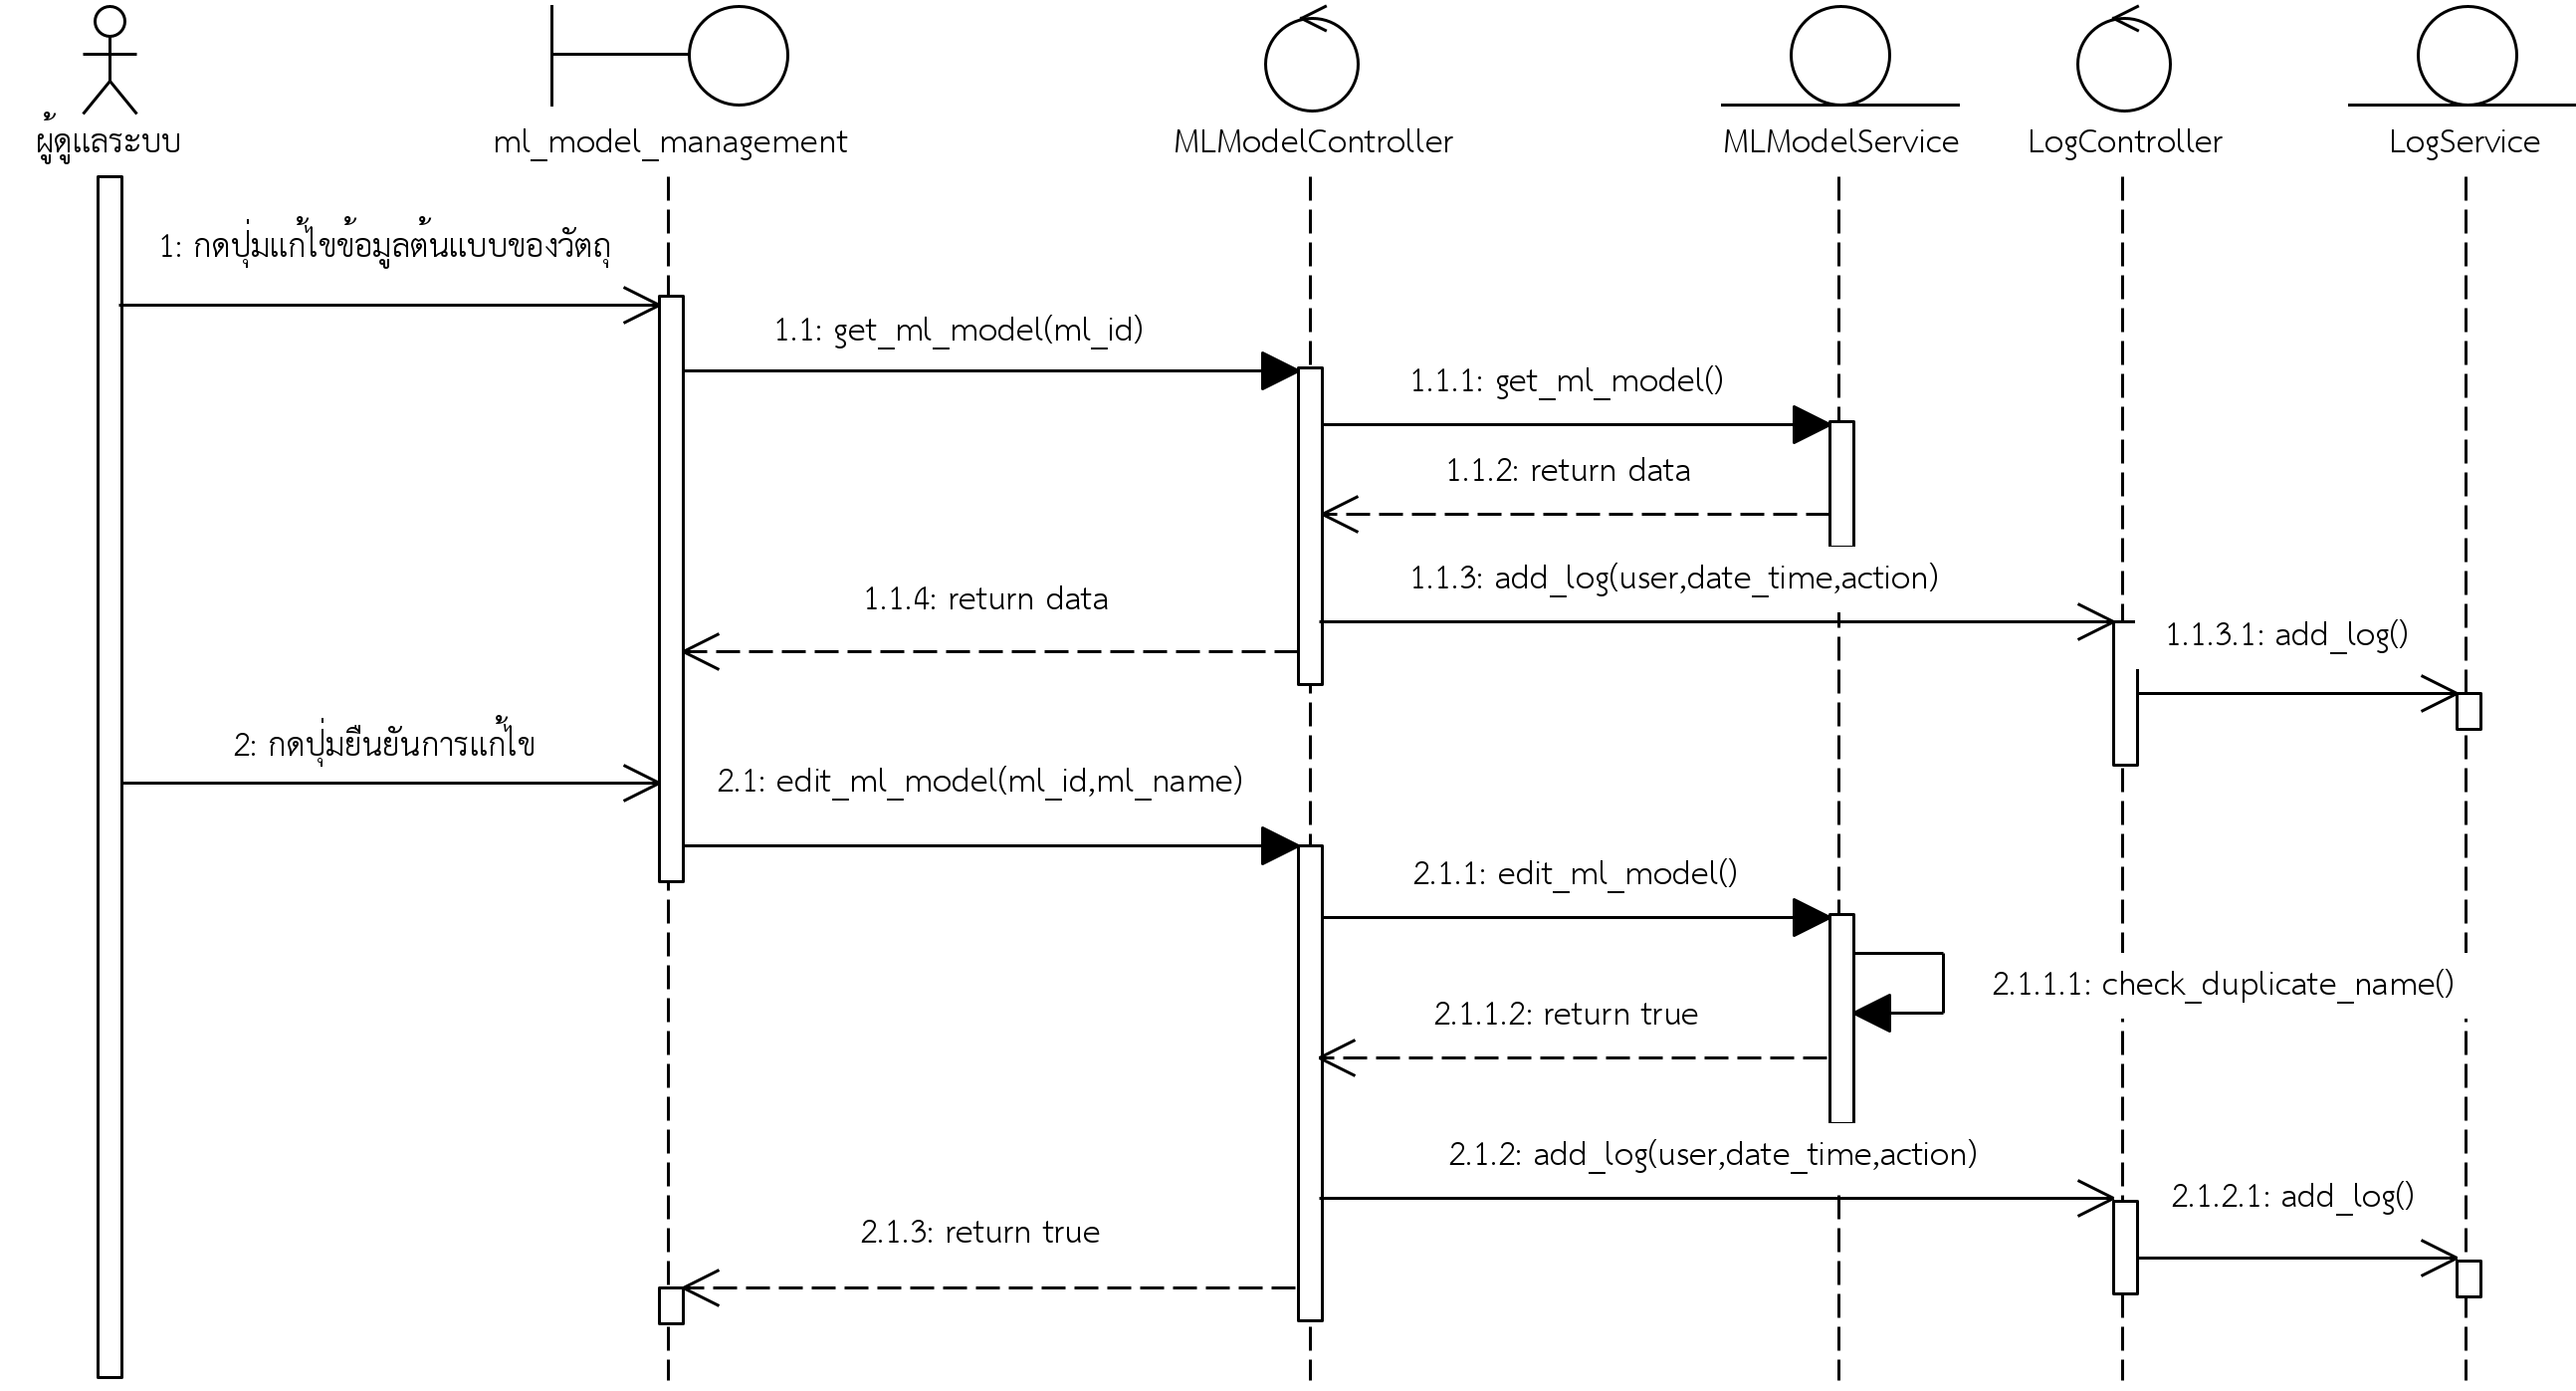 ผู้ดูแลระบบ
ml_model_management
MLModelController
MLModelService
LogController
LogService
1: กดปุ่มแก้ไขข้อมูลต้นแบบของวัตถุ
1.1: get_ml_model(ml_id)
1.1.1: get_ml_model()
1.1.2: return data
1.1.3: add_log(user,date_time,action)
1.1.4: return data
1.1.3.1: add_log()
2: กดปุ่มยืนยันการแก้ไข
2.1: edit_ml_model(ml_id,ml_name)
2.1.1: edit_ml_model()
2.1.1.1: check_duplicate_name()
2.1.1.2: return true
2.1.2: add_log(user,date_time,action)
2.1.2.1: add_log()
2.1.3: return true